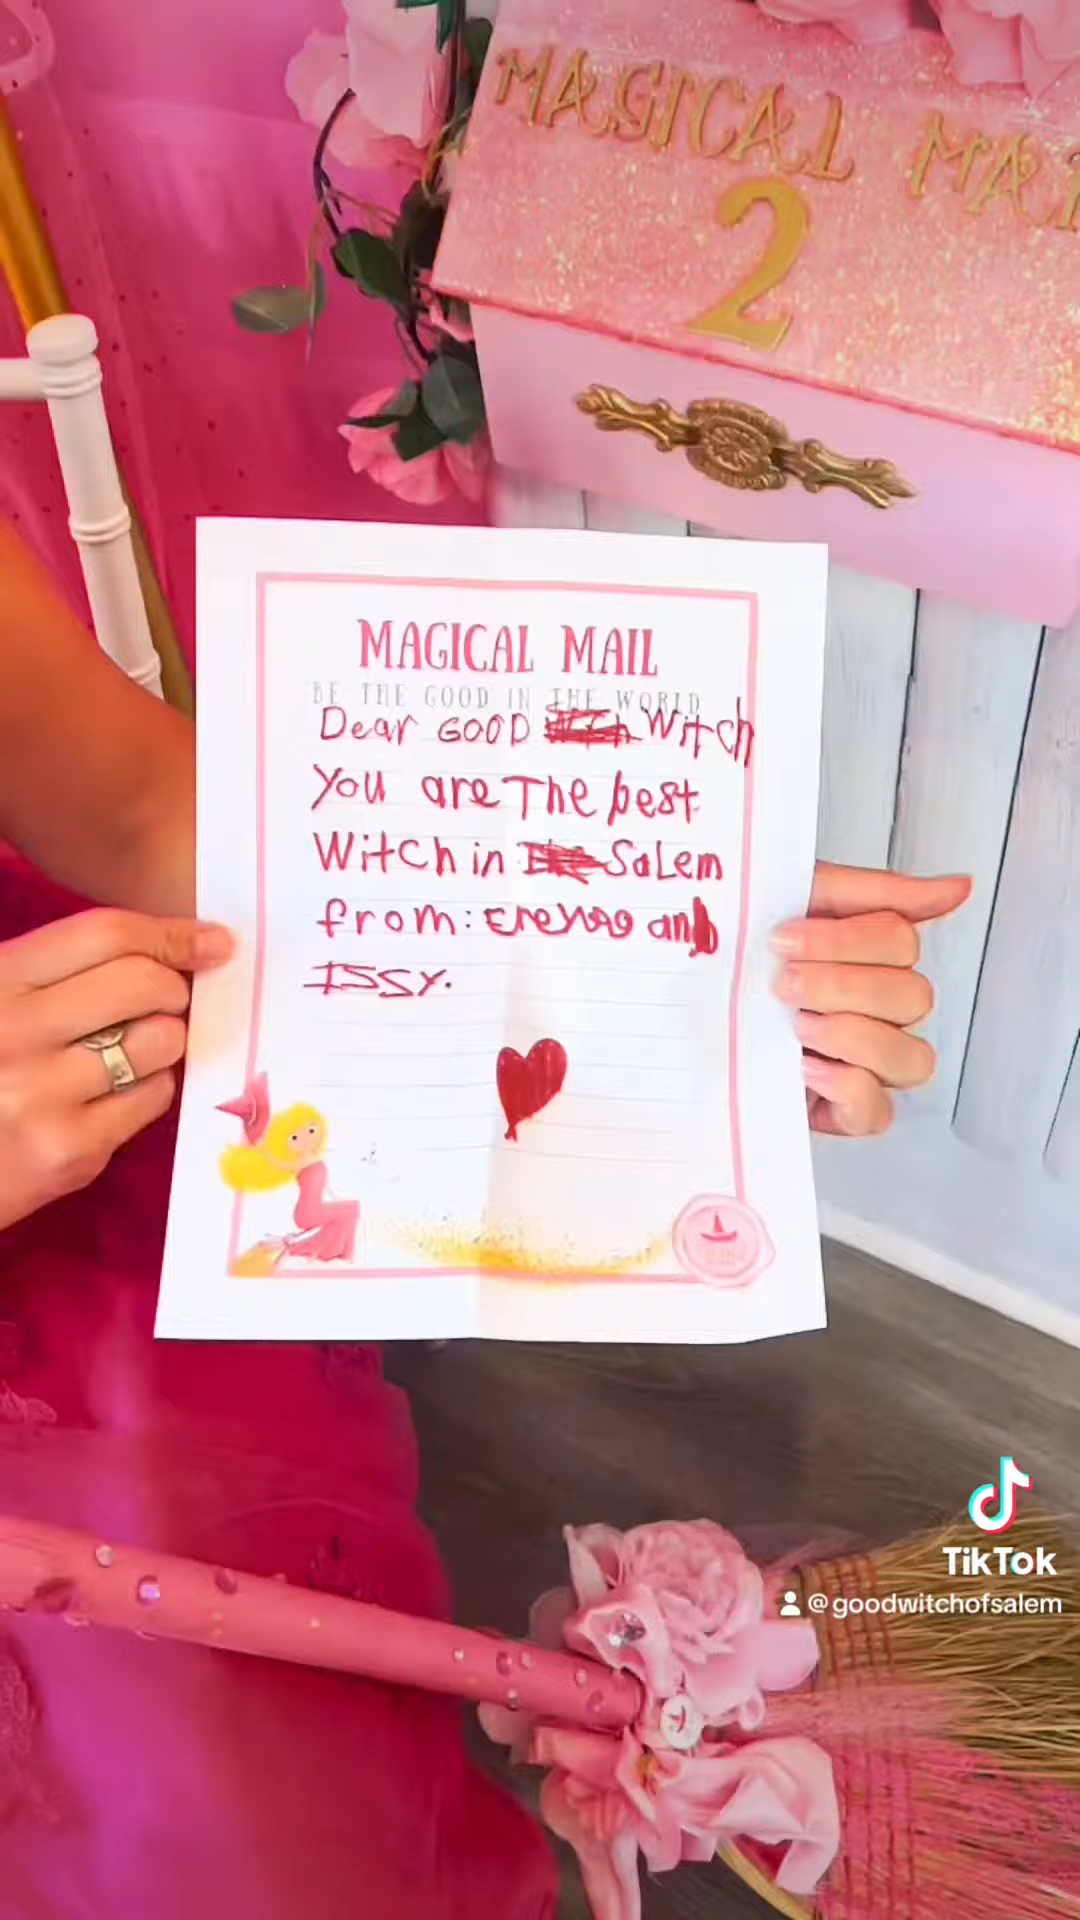 MAGICAL MAI
2
MAGICAL MAIL
BE THE GOOD IN THE WORLD
Dear GOOD Witch
You are The best
Witch in Salem
from: and
ISSY.
TikTok
@goodwitchofsalem